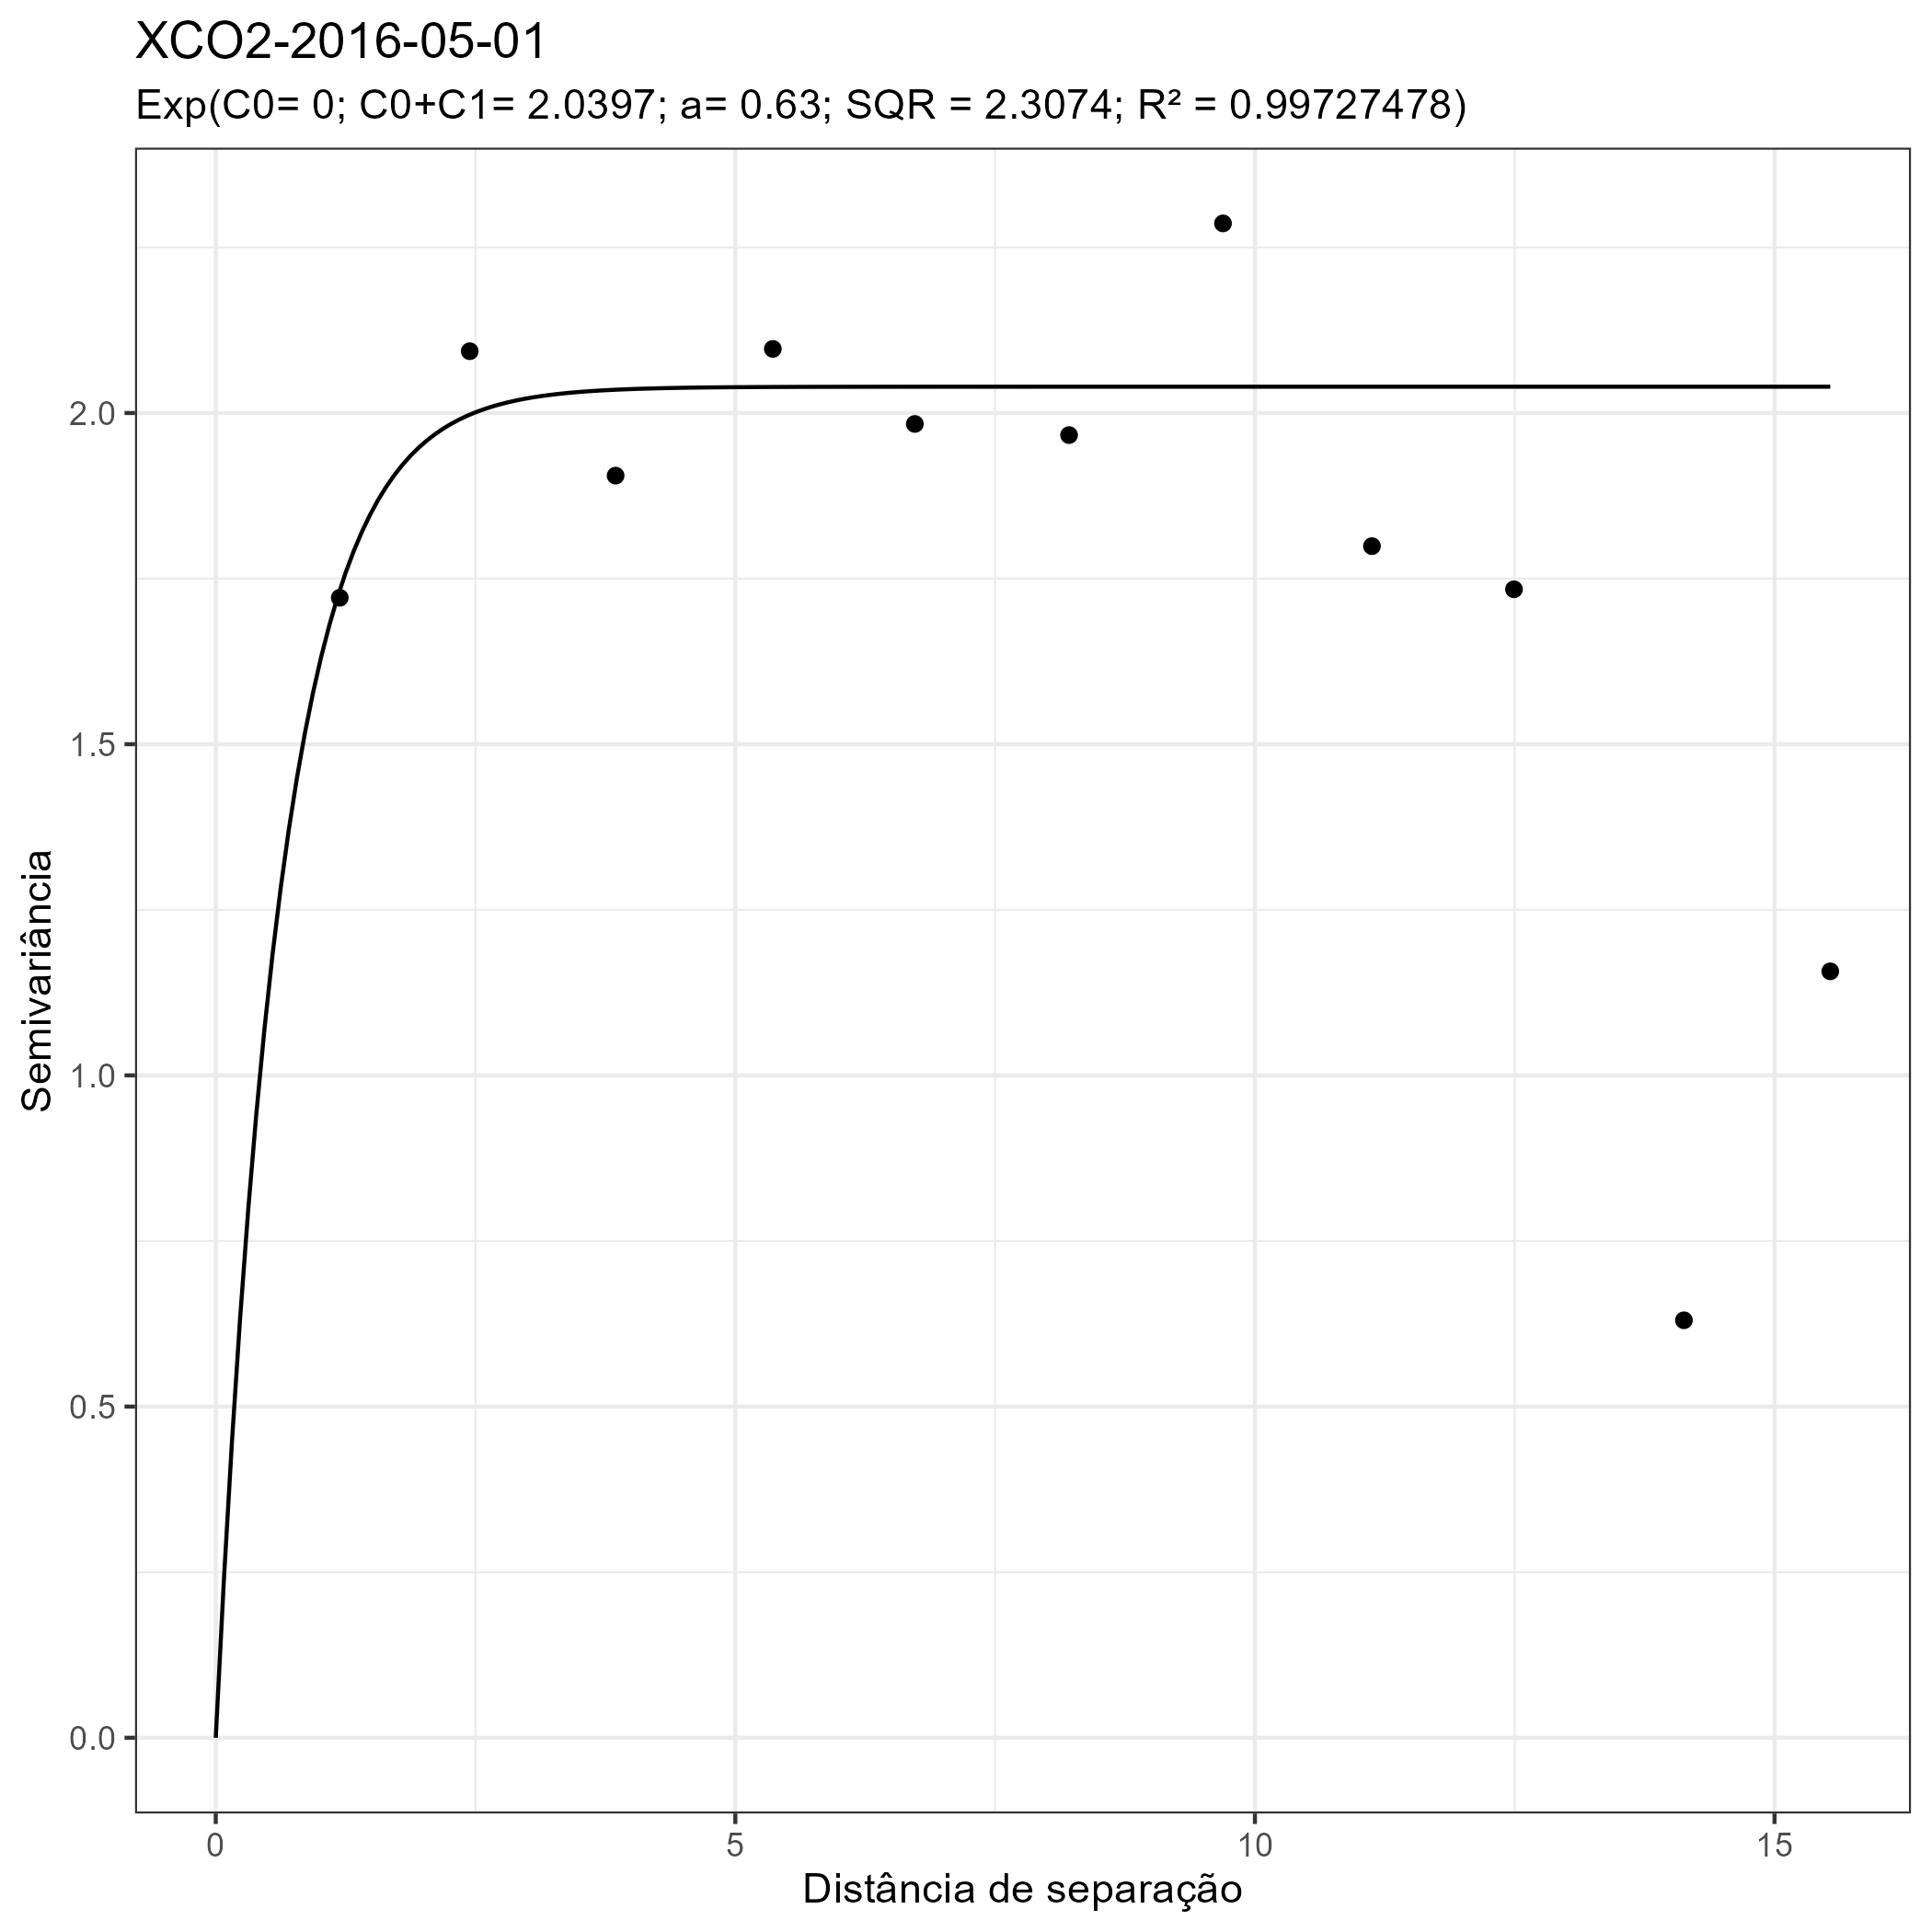 XCO2-2016-05-01
Exp(C0= 0; C0+C1= 2.0397; a= 0.63; SQR = 2.3074; R² = 0.99727478)
Semivariância
2.0
1.5
1.0
0.5
0.0
0 5 10 15
Distância de separação